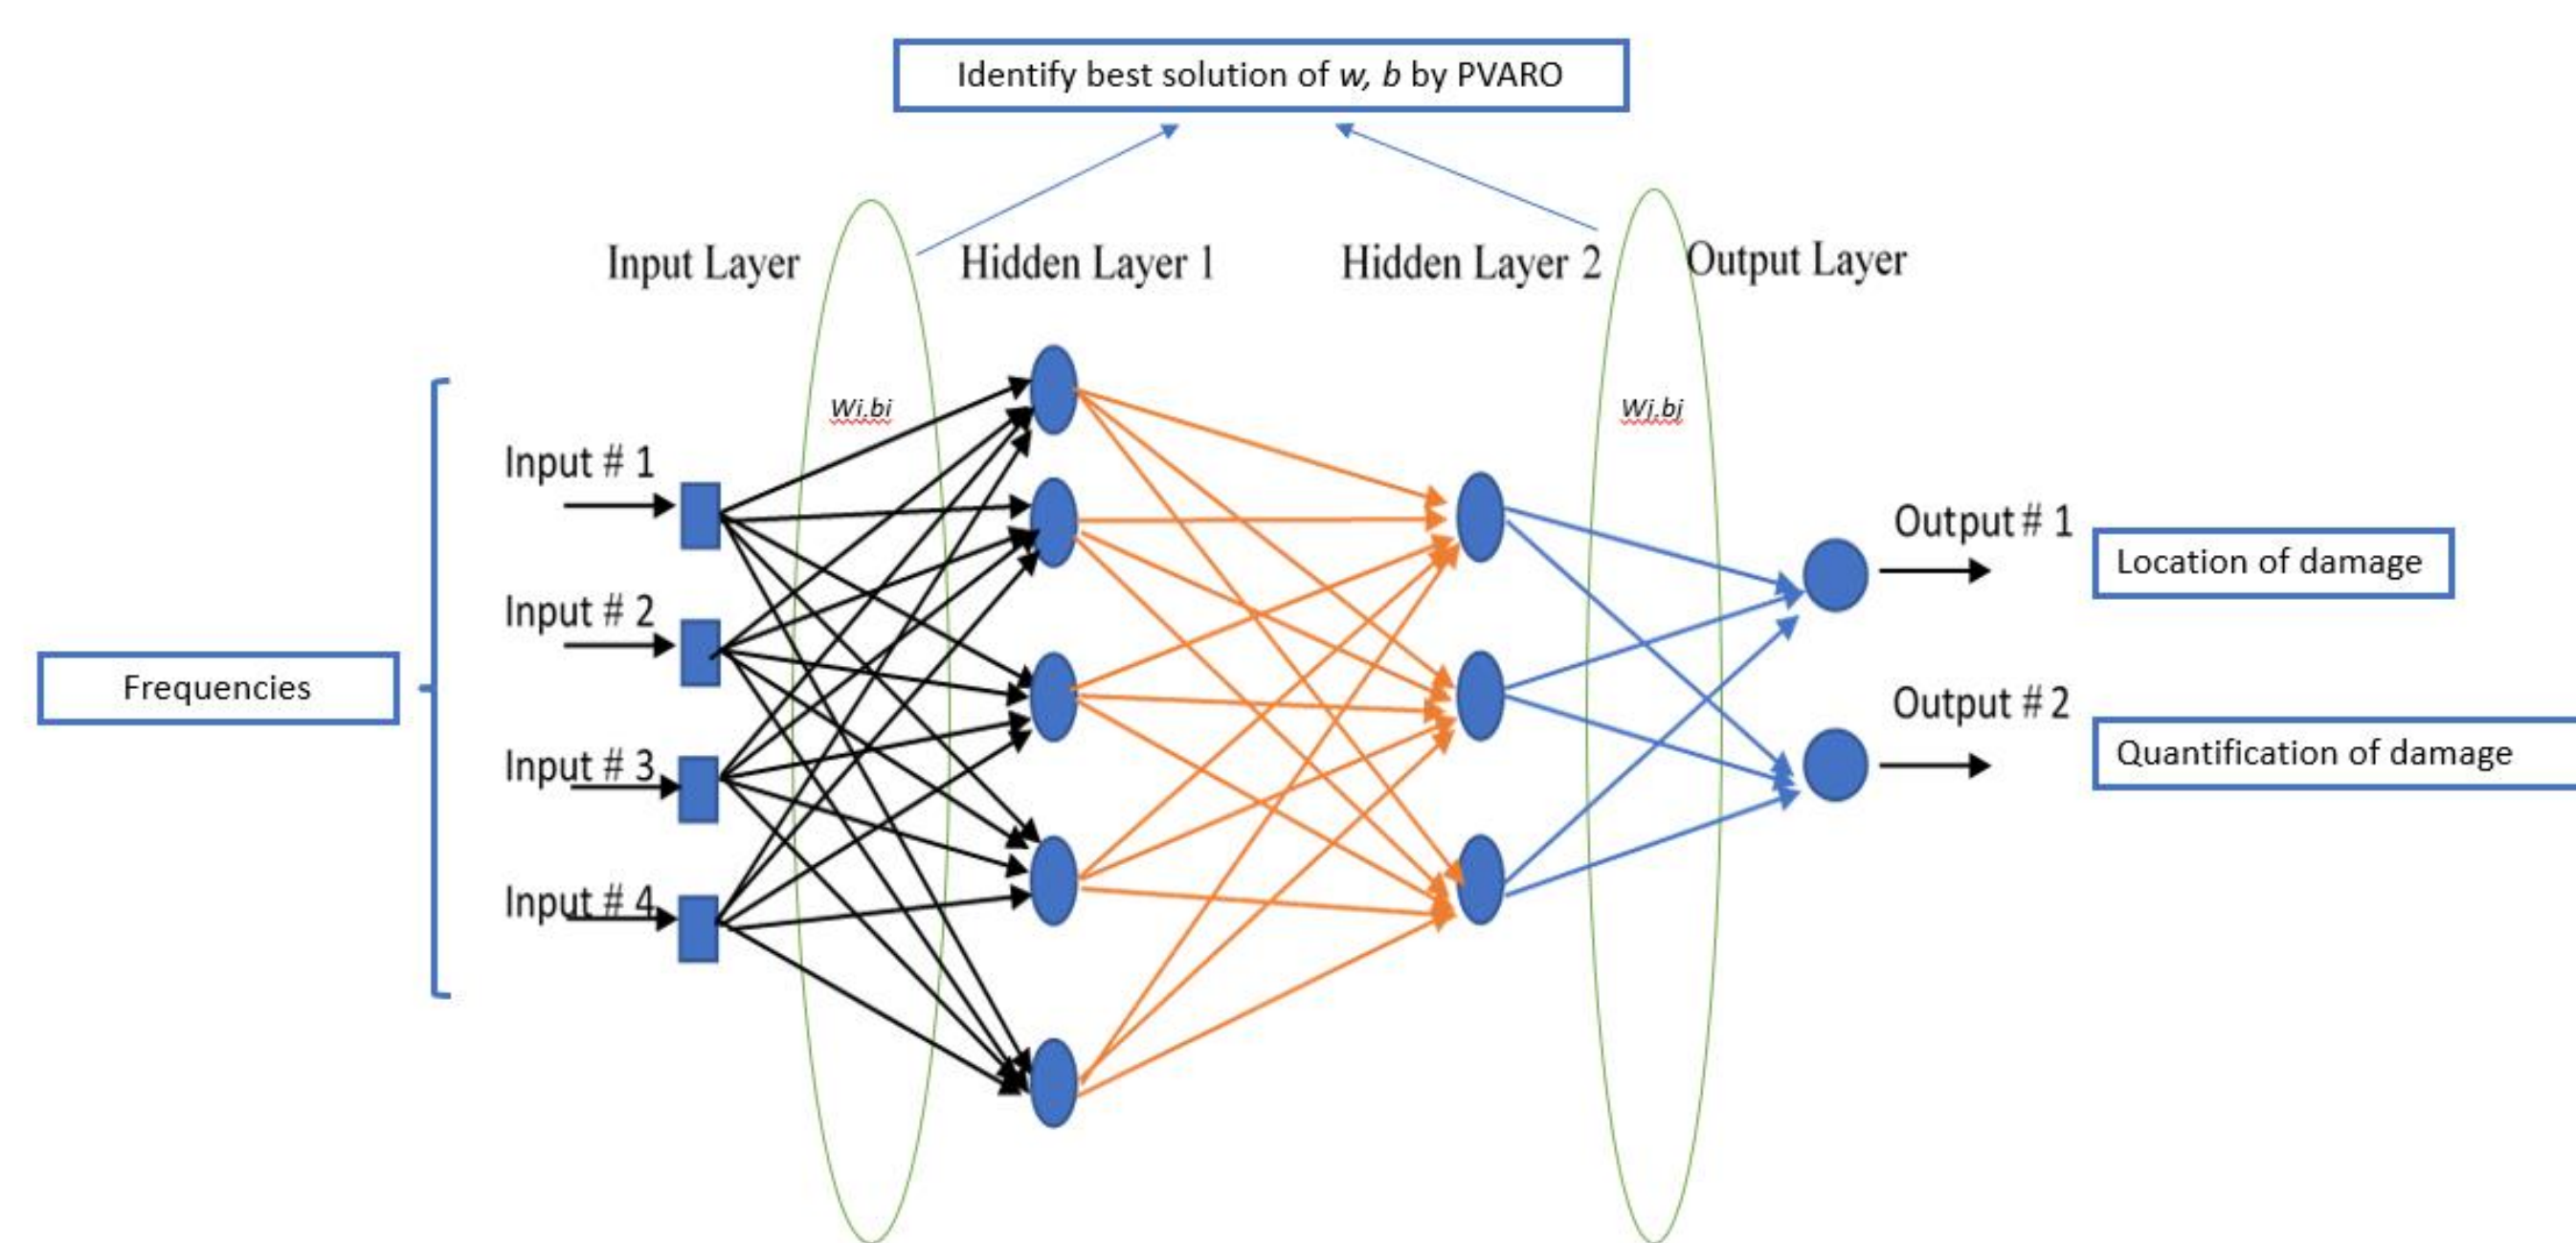 Identify best solution of w, b by PVARO
Input Layer
Hidden Layer 1
Hidden Layer 2
Output Layer
Wi.bi
Wj.bj
Input # 1
Input # 2
Input # 3
Input # 4
Frequencies
Output # 1
Location of damage
Output # 2
Quantification of damage